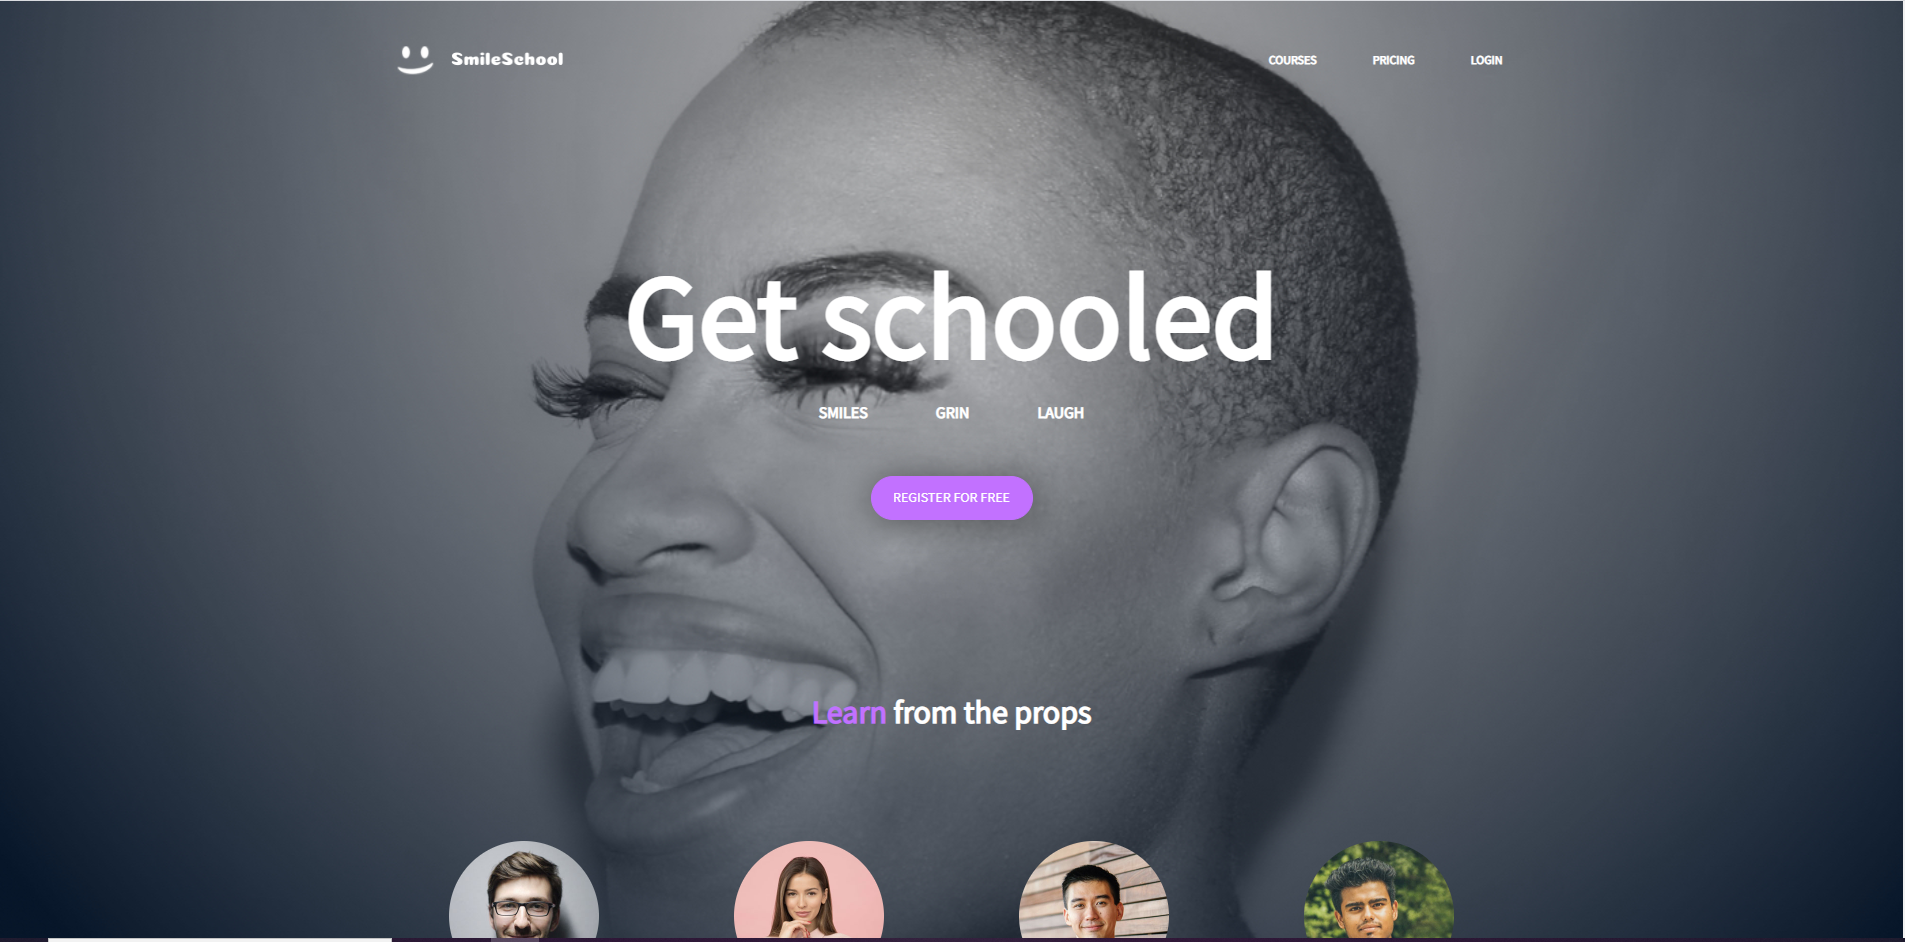 SmileSchool
COURSES PRICING LOGIN
Get schooled
SMILES GRIN LAUGH
REGISTER FOR FREE
Learn from the props